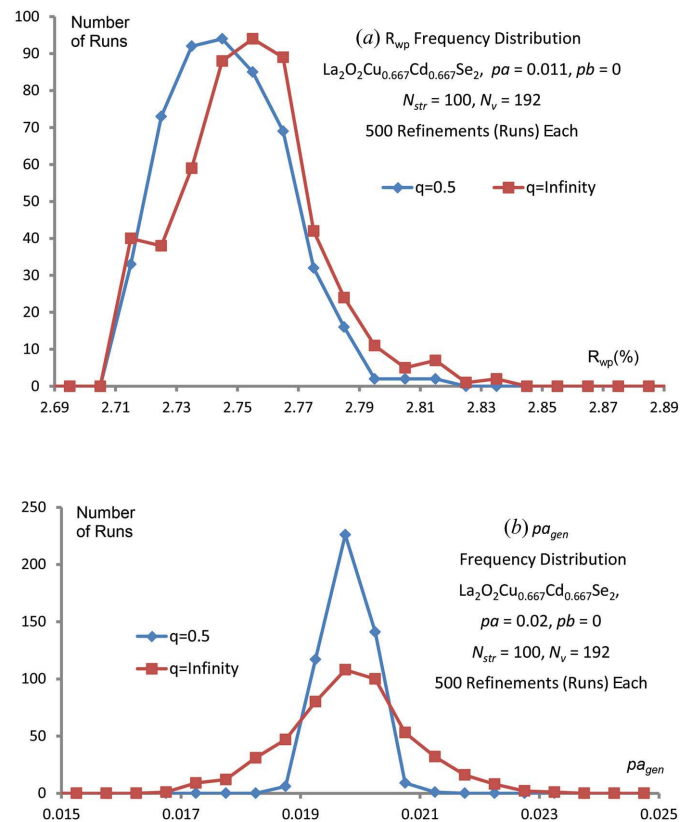 Number
of Runs
(a) Rwp Frequency Distribution
La2O2Cu0.667Cd0.667Se2, pa = 0.011, pb = 0
Nstr = 100, Nv = 192
500 Refinements (Runs) Each
q=0.5 q=Infinity
100
90
80
70
60
50
40
30
20
10
0
Rwp(%)
2.69 2.71 2.73 2.75 2.77 2.79 2.81 2.83 2.85 2.87 2.89
Number
of Runs
(b) pagen
Frequency Distribution
La2O2Cu0.667Cd0.667Se2,
pa = 0.02, pb = 0
Nstr = 100, Nv = 192
500 Refinements (Runs) Each
q=0.5
q=Infinity
250
200
150
100
50
0
pagen
0.015 0.017 0.019 0.021 0.023 0.025